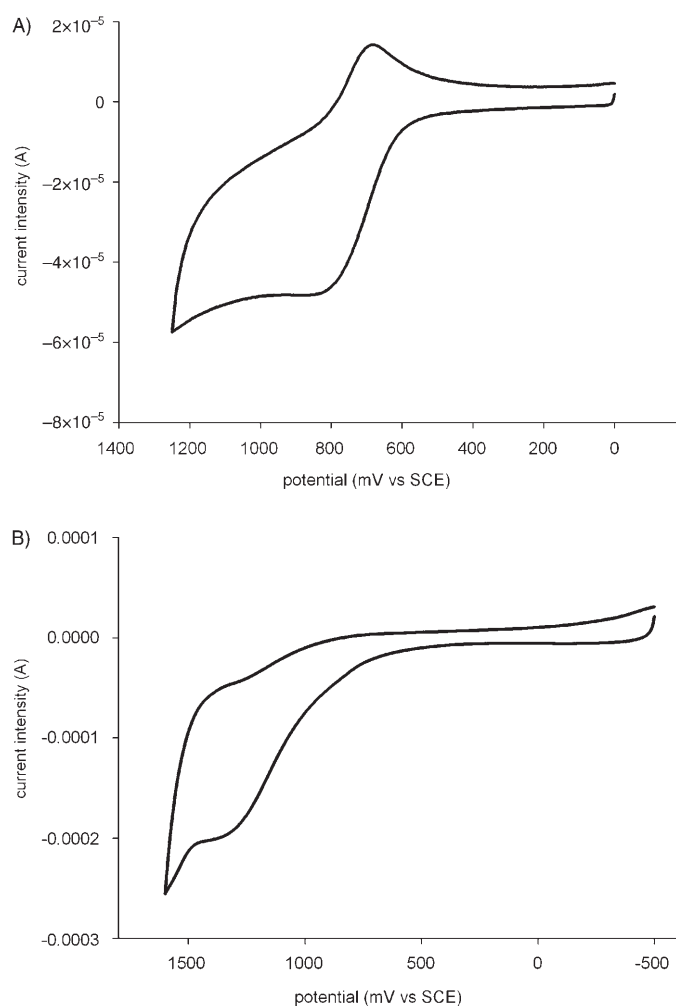 A)
2×10⁻⁵
0
−2×10⁻⁵
−4×10⁻⁵
−6×10⁻⁵
−8×10⁻⁵
current intensity (A)
1400 1200 1000 800 600 400 200 0
potential (mV vs SCE)
B)
0.0001
0.0000
-0.0001
-0.0002
-0.0003
current intensity (A)
1500 1000 500 0 -500
potential (mV vs SCE)